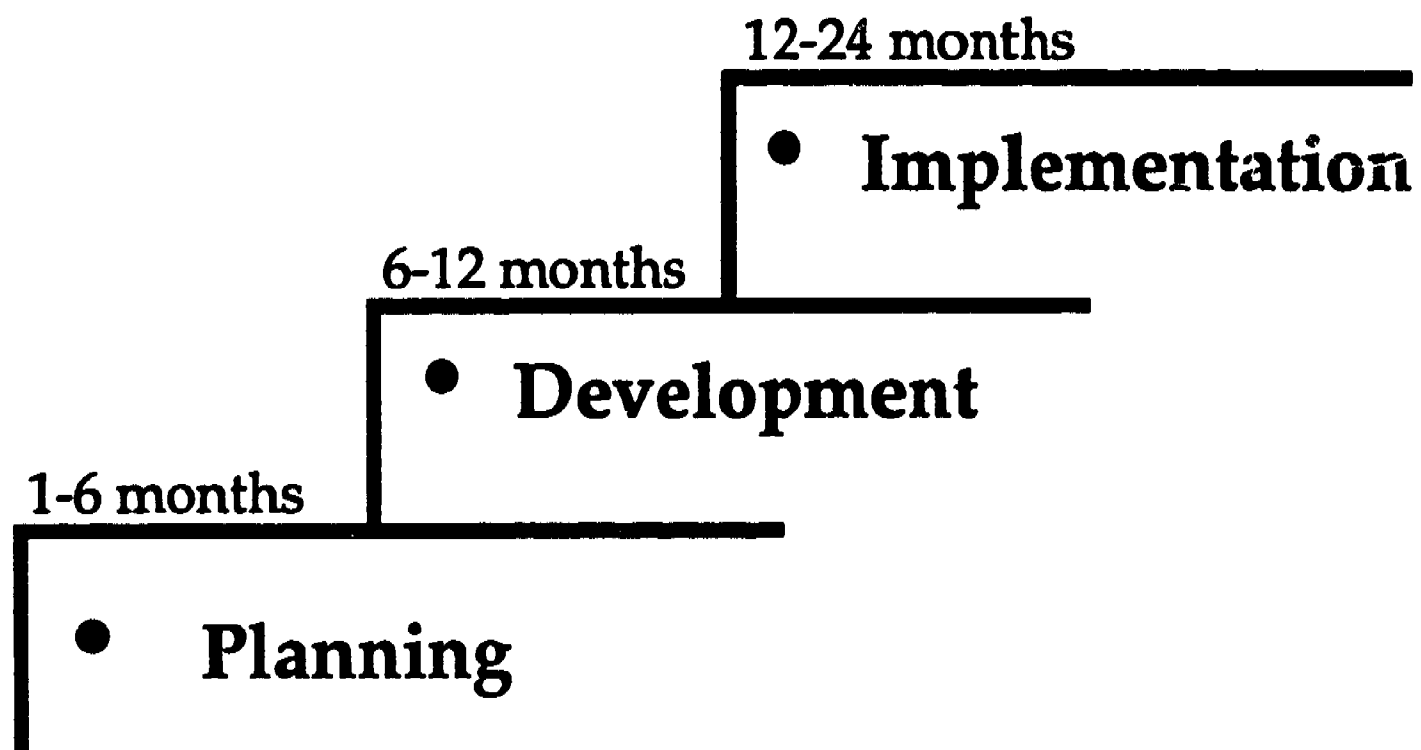 12-24 months
• Implementation
6-12 months
• Development
1-6 months
• Planning